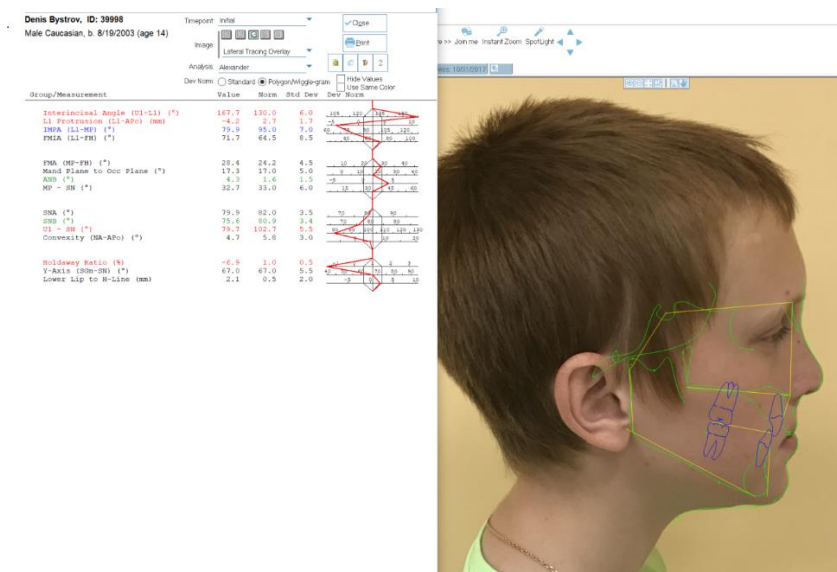 Denis Bystrov, ID: 39998
Male Caucasian, b. 8/19/2003 (age 14)
Timepoint Initial
Image
Lateral Tracing Overlay
Analysis Alexander
Close
Print
Dev Norm Standard Polygon/Wiggle-gram
Hide Values
Use Same Color
Group/Measurement Value Norm Std Dev Dev Norm
Interincisal Angle (U1-L1) (°) 167.7 130.0 6.0
L1 Protrusion (L1-APo) (mm) -4.2 2.7 1.7
IMPA (L1-MP) (°) 79.9 95.0 7.0
FMIA (L1-FH) (°) 71.7 64.5 8.5
FMA (MP-FH) (°) 28.4 24.2 4.5
Mand Plane to Occ Plane (°) 17.3 17.0 5.0
ANB (°) 4.3 1.6 1.5
MP - SN (°) 32.7 33.0 6.0
SNA (°) 79.9 82.0 3.5
SNB (°) 75.6 80.9 3.4
U1 - SN (°) 79.7 102.7 5.5
Convexity (NA-APo) (°) 4.7 5.8 3.0
Holdaway Ratio (%) -6.9 1.0 0.5
Y-Axis (SGn-SN) (°) 67.0 67.0 5.5
Lower Lip to H-Line (mm) 2.1 0.5 2.0
>> Join me Instant Zoom SpotLight
10/31/2017